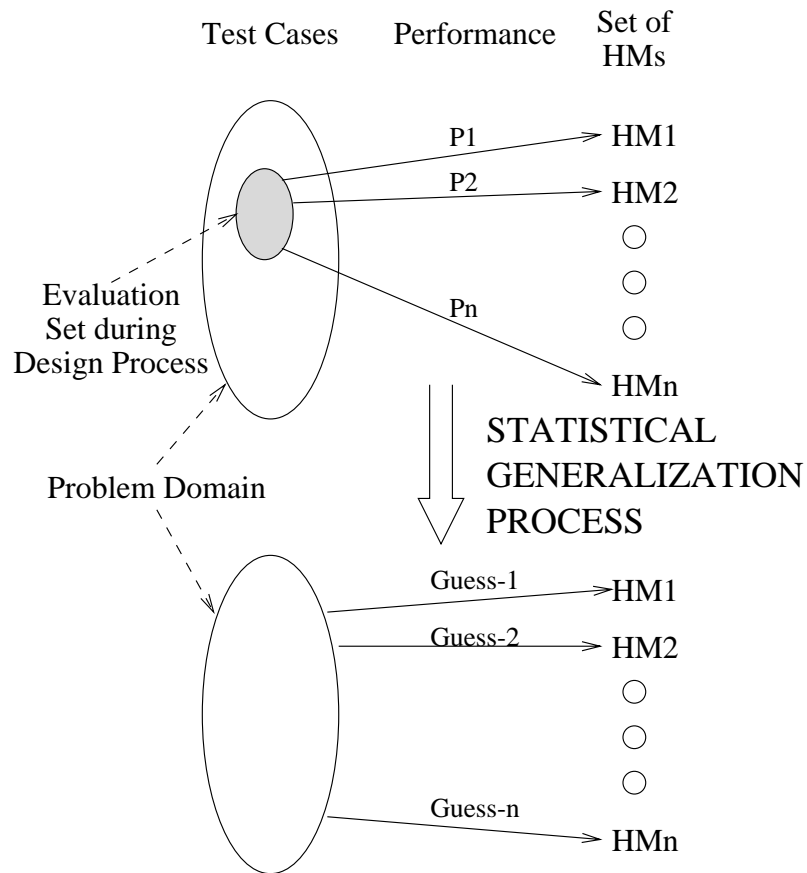 Test Cases
Performance
Set of
HMs
P1
HM1
P2
HM2
Evaluation
Set during
Design Process
Pn
HMn
STATISTICAL
GENERALIZATION
PROCESS
Problem Domain
Guess-1
HM1
Guess-2
HM2
Guess-n
HMn